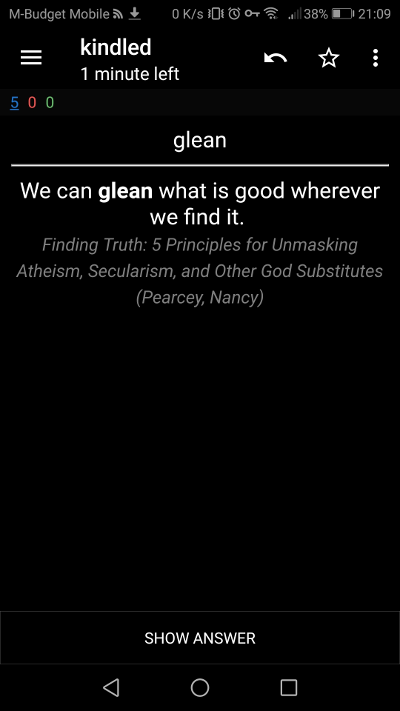 M-Budget Mobile 0 K/s 38% 21:09
kindled
1 minute left
5 0 0
glean
We can glean what is good wherever
we find it.
Finding Truth: 5 Principles for Unmasking
Atheism, Secularism, and Other God Substitutes
(Pearcey, Nancy)
SHOW ANSWER